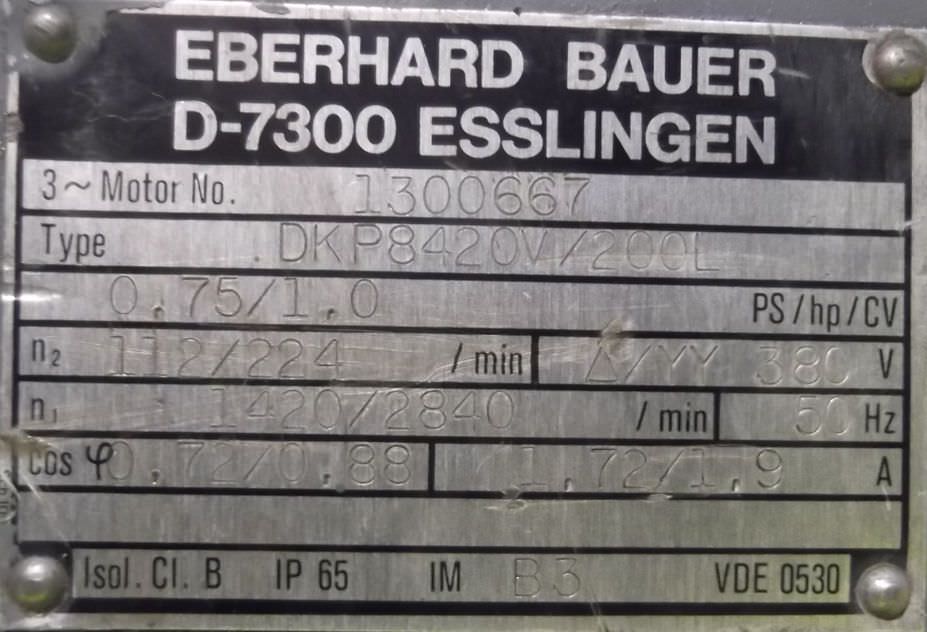 EBERHARD BAUER
D-7300 ESSLINGEN
3~ Motor No. 1300667
Type DKP8420V/200L
0.75/1.0 PS/hp/CV
n₂ 112/224 /min Δ/YY 380 V
n₁ 1420/2840 /min 50 Hz
cos φ 0.72/0.88 1.72/1.9 A
Isol. Cl. B IP 65 IM B3 VDE 0530